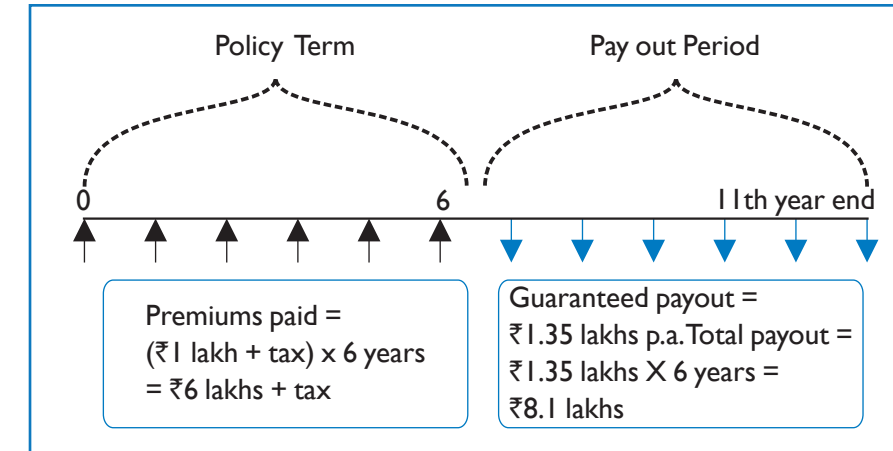 Policy Term
Pay out Period
0
6
11th year end
Premiums paid =
(₹1 lakh + tax) x 6 years
= ₹6 lakhs + tax
Guaranteed payout =
₹1.35 lakhs p.a. Total payout =
₹1.35 lakhs X 6 years =
₹8.1 lakhs